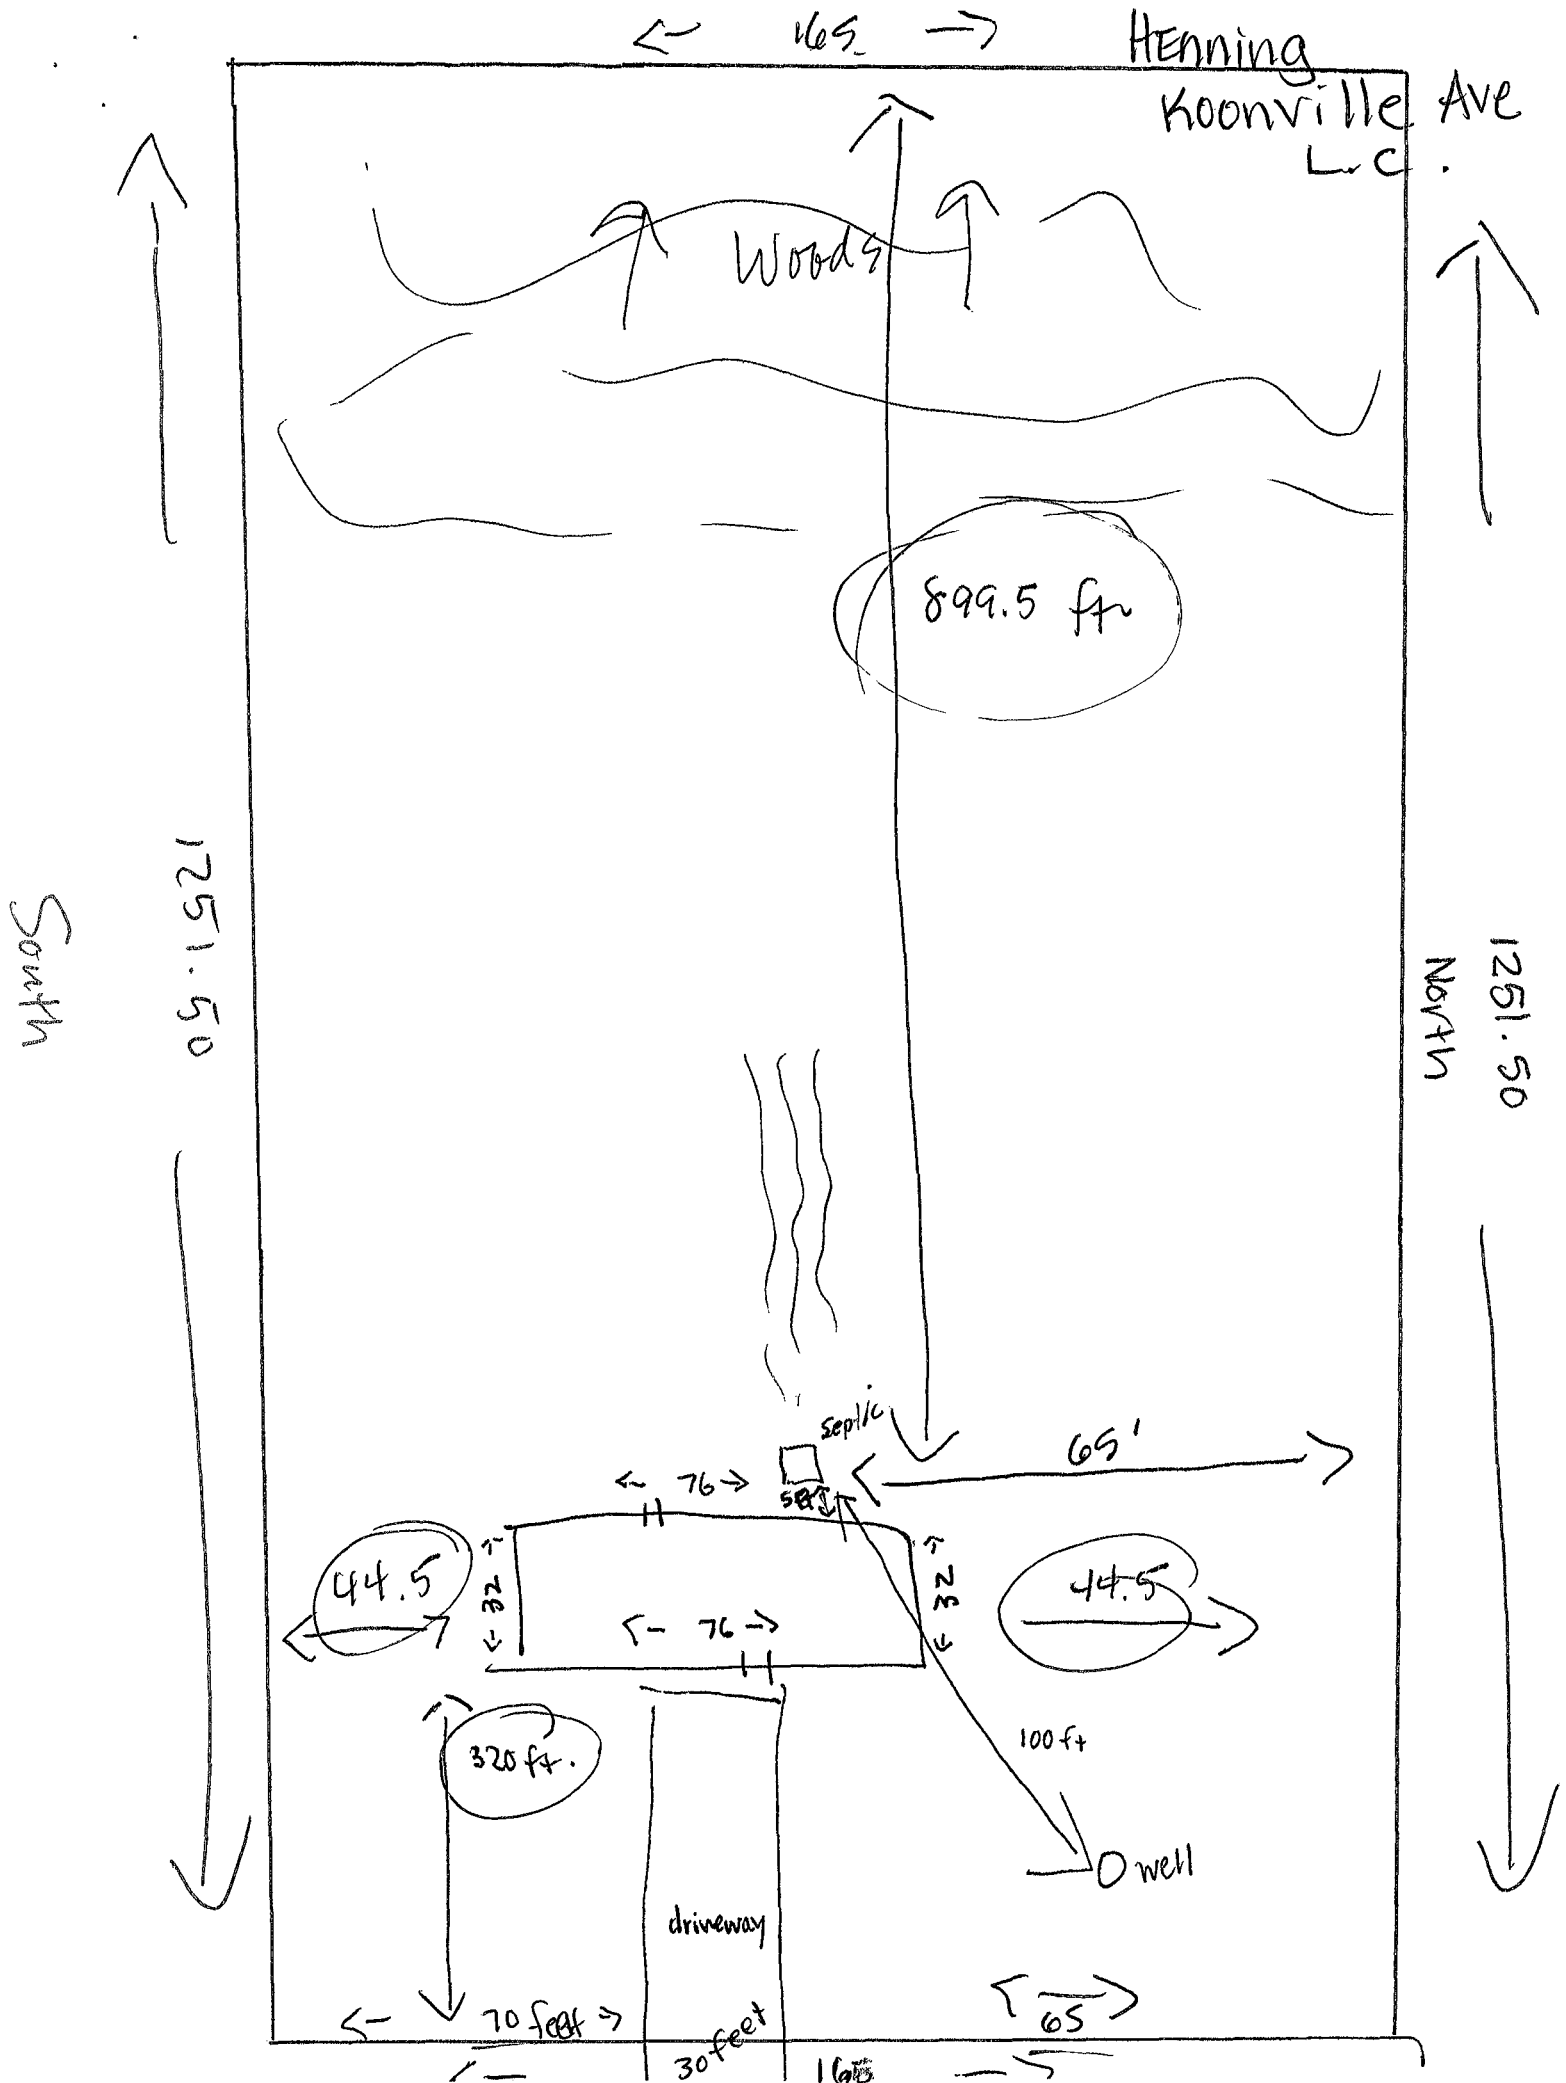 165
Henning
Koonville Ave
L.C.
Woods
899.5 ft
1251.50
South
1251.50
North
septic
65'
76
44.5
32
32
44.5
76
320 ft.
100 ft
well
driveway
70 feet
30 feet
65
165